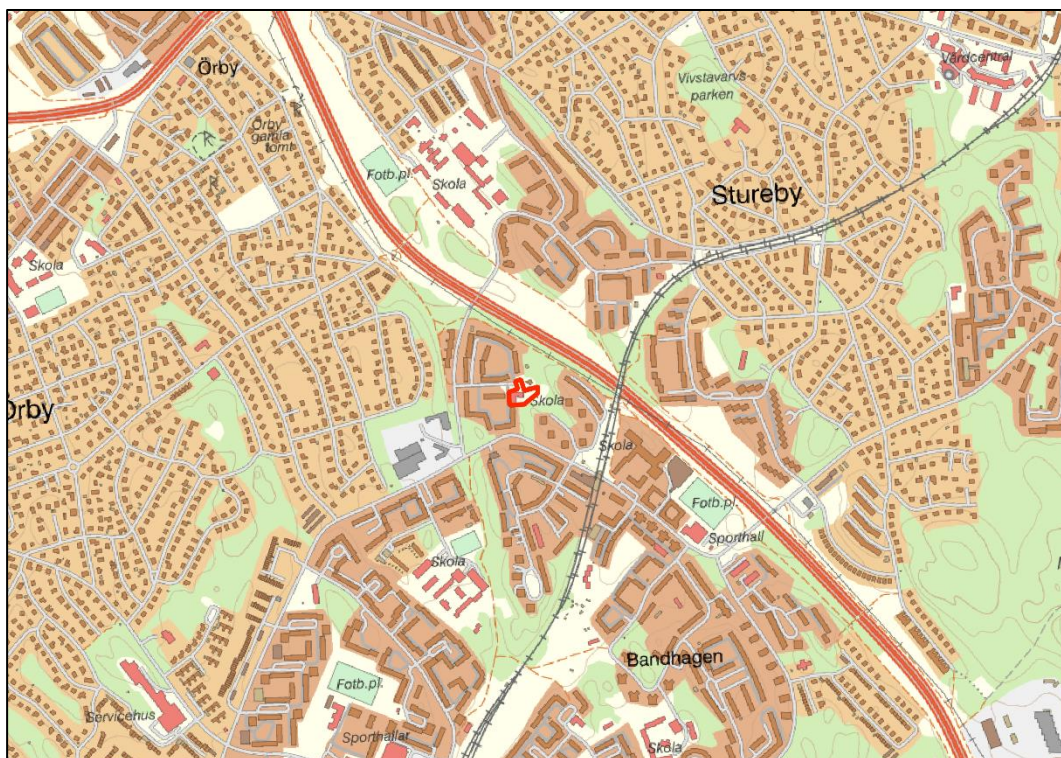 Örby
Vårdcentral
Vivstavarvs
parken
Örby
gamla
tomt
Fotb.pl.
Skola
Stureby
Skola
Skola
Örby
Skola
Fotb.pl.
Sporthall
Skola
Bandhagen
Fotb.pl.
Servicehus
Sporthallar
Skola